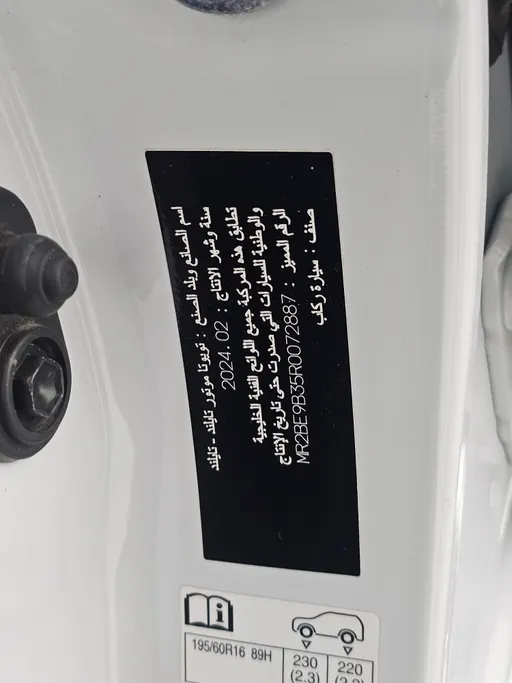 اسم الصانع وبلد الصنع : تويوتا موتور تايلند - تايلند
سنة وشهر الانتاج : 2024.02
تطابق هذه المركبة جميع اللوائح الفنية الخليجية
والوطنية للسيارات التي صدرت حتى تاريخ الإنتاج
الرقم المميز : MR2BE9B35R0072887
صنف : سيارة ركاب
195/60R16 89H
230 220
(2.3)